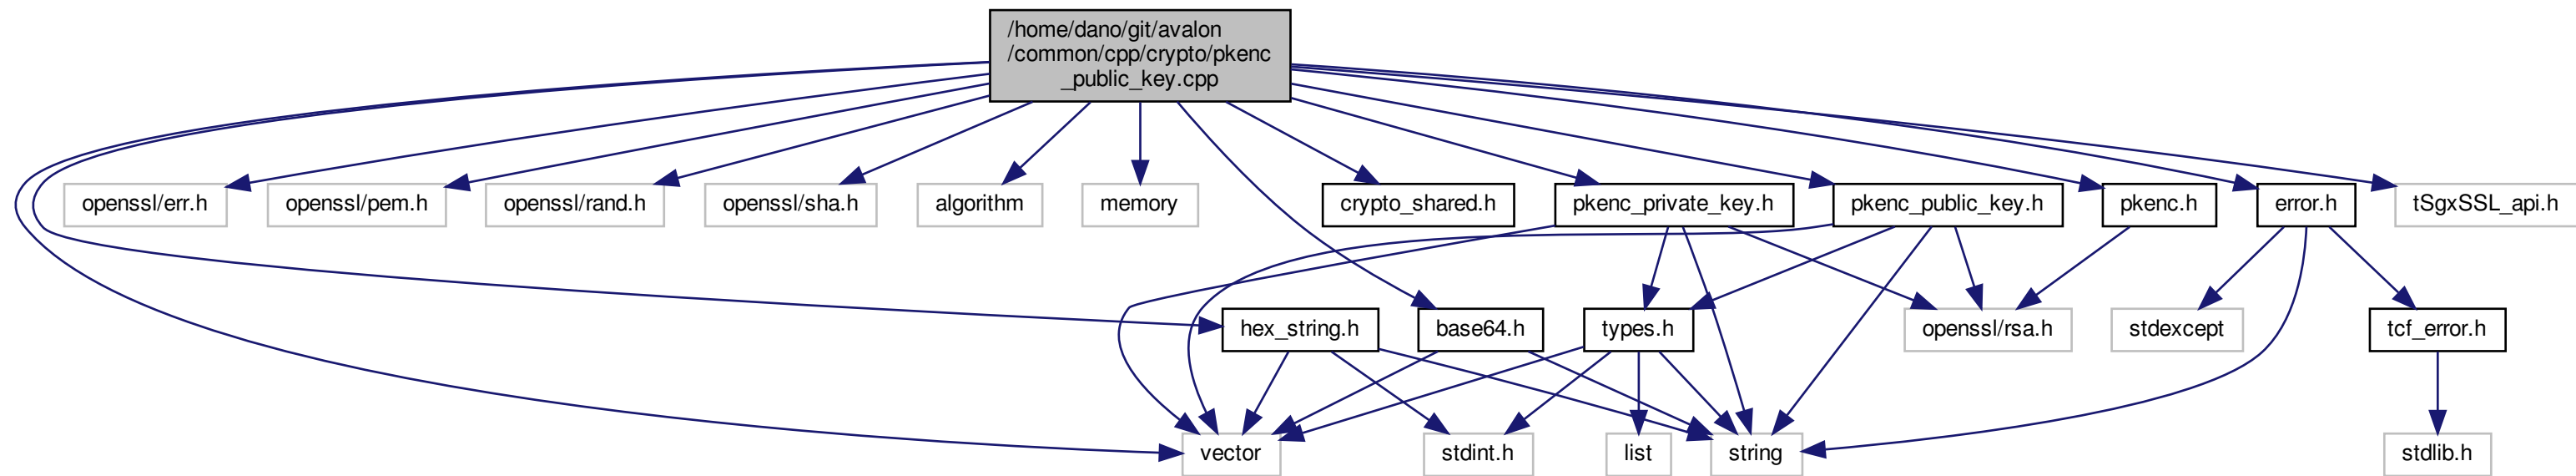 /home/dano/git/avalon
/common/cpp/crypto/pkenc
_public_key.cpp
openssl/err.h
openssl/pem.h
openssl/rand.h
openssl/sha.h
algorithm
memory
crypto_shared.h
pkenc_private_key.h
pkenc_public_key.h
pkenc.h
error.h
tSgxSSL_api.h
hex_string.h
base64.h
types.h
openssl/rsa.h
stdexcept
tcf_error.h
vector
stdint.h
list
string
stdlib.h